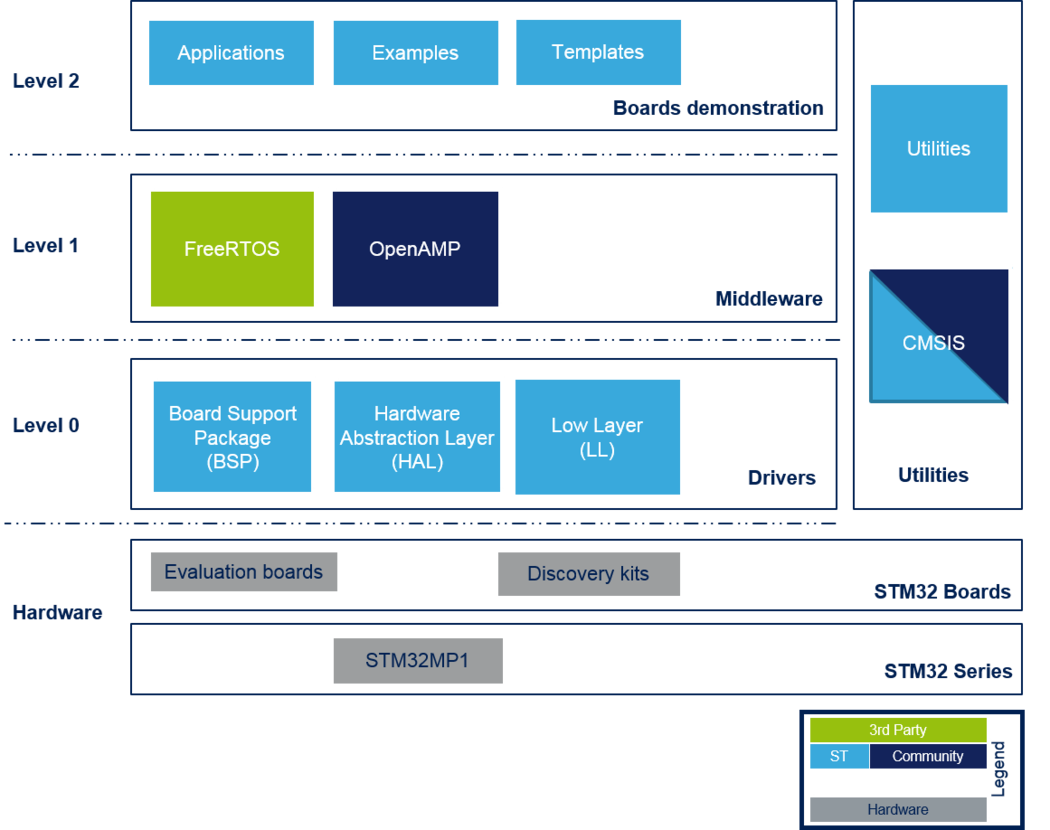 Level 2
Applications
Examples
Templates
Boards demonstration
Level 1
FreeRTOS
OpenAMP
Middleware
Level 0
Board Support
Package
(BSP)
Hardware
Abstraction Layer
(HAL)
Low Layer
(LL)
Drivers
Utilities
CMSIS
Utilities
Hardware
Evaluation boards
Discovery kits
STM32 Boards
STM32MP1
STM32 Series
3rd Party
ST
Community
Hardware
Legend